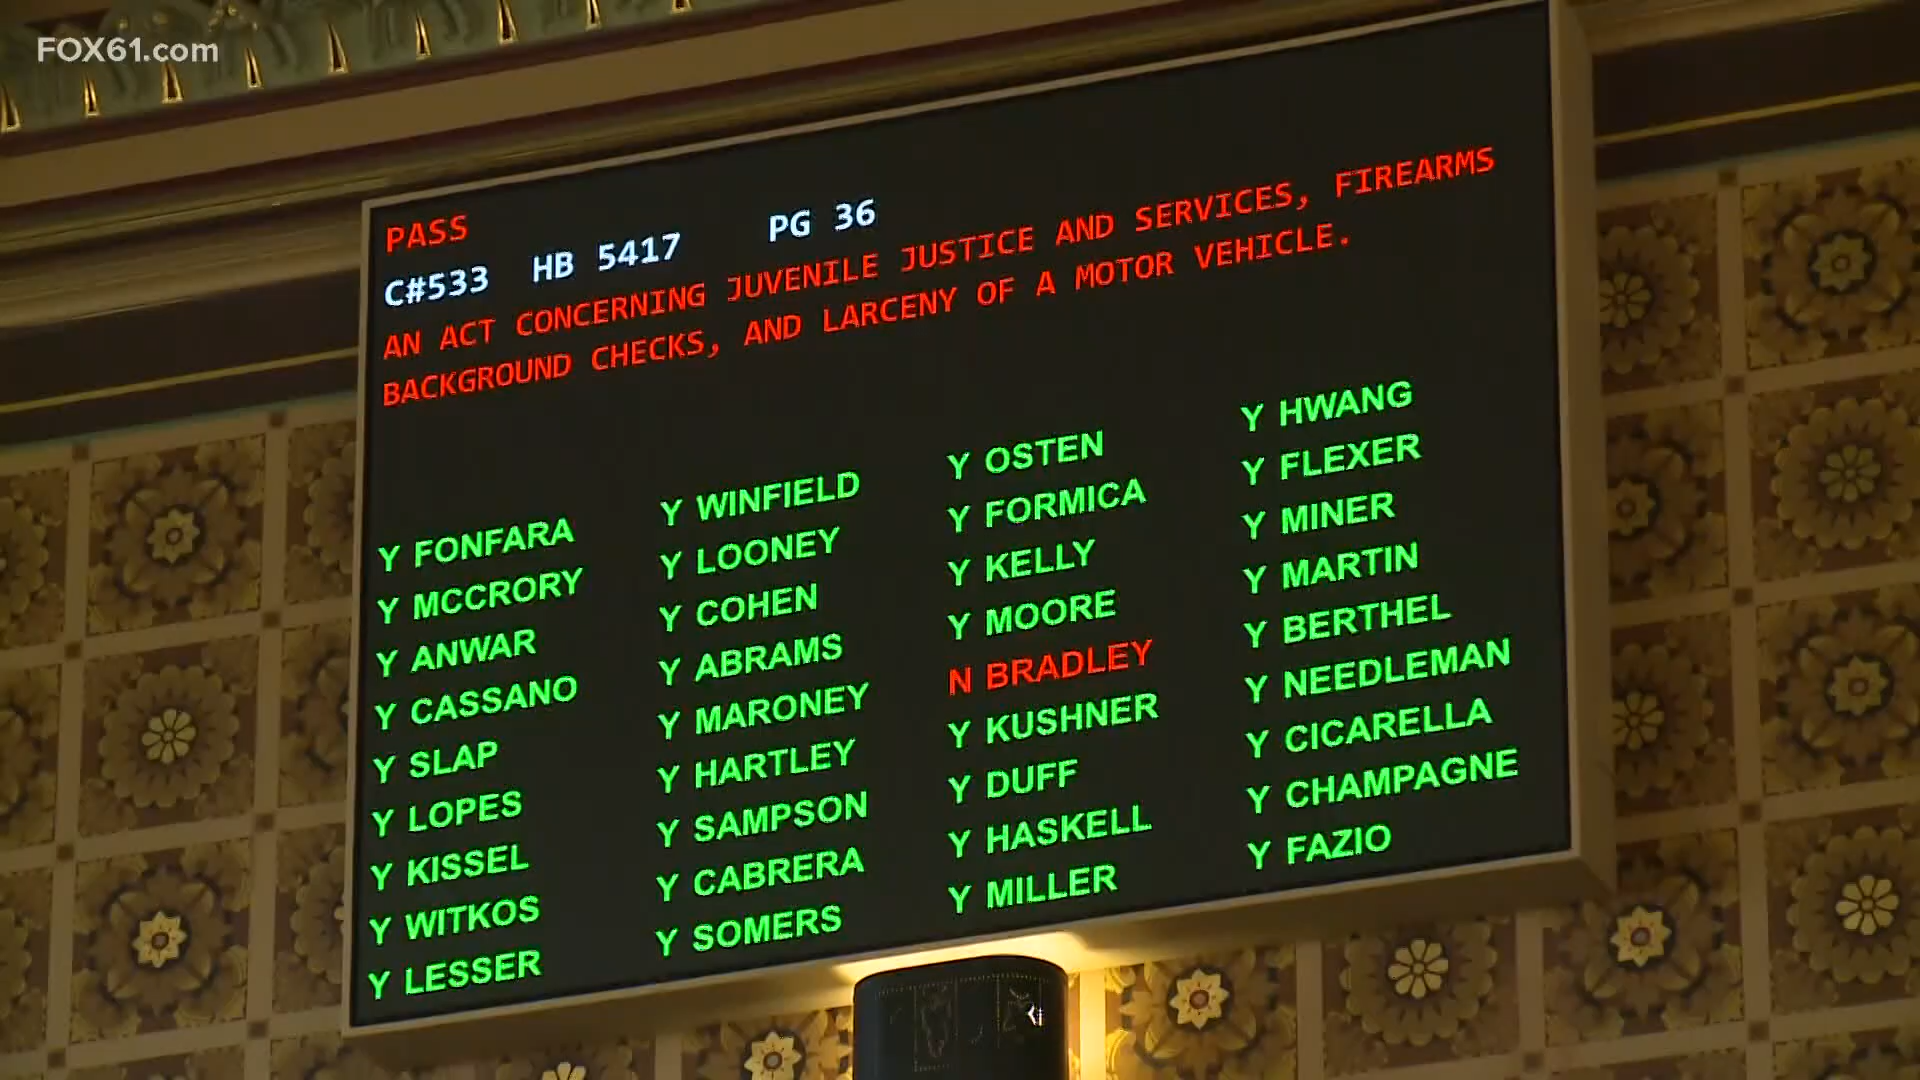 FOX61.com
PASS
C#533 HB 5417 PG 36
AN ACT CONCERNING JUVENILE JUSTICE AND SERVICES, FIREARMS
BACKGROUND CHECKS, AND LARCENY OF A MOTOR VEHICLE.
Y FONFARA
Y MCCRORY
Y ANWAR
Y CASSANO
Y SLAP
Y LOPES
Y KISSEL
Y WITKOS
Y LESSER
Y WINFIELD
Y LOONEY
Y COHEN
Y ABRAMS
Y MARONEY
Y HARTLEY
Y SAMPSON
Y CABRERA
Y SOMERS
Y OSTEN
Y FORMICA
Y KELLY
Y MOORE
N BRADLEY
Y KUSHNER
Y DUFF
Y HASKELL
Y MILLER
Y HWANG
Y FLEXER
Y MINER
Y MARTIN
Y BERTHEL
Y NEEDLEMAN
Y CICARELLA
Y CHAMPAGNE
Y FAZIO